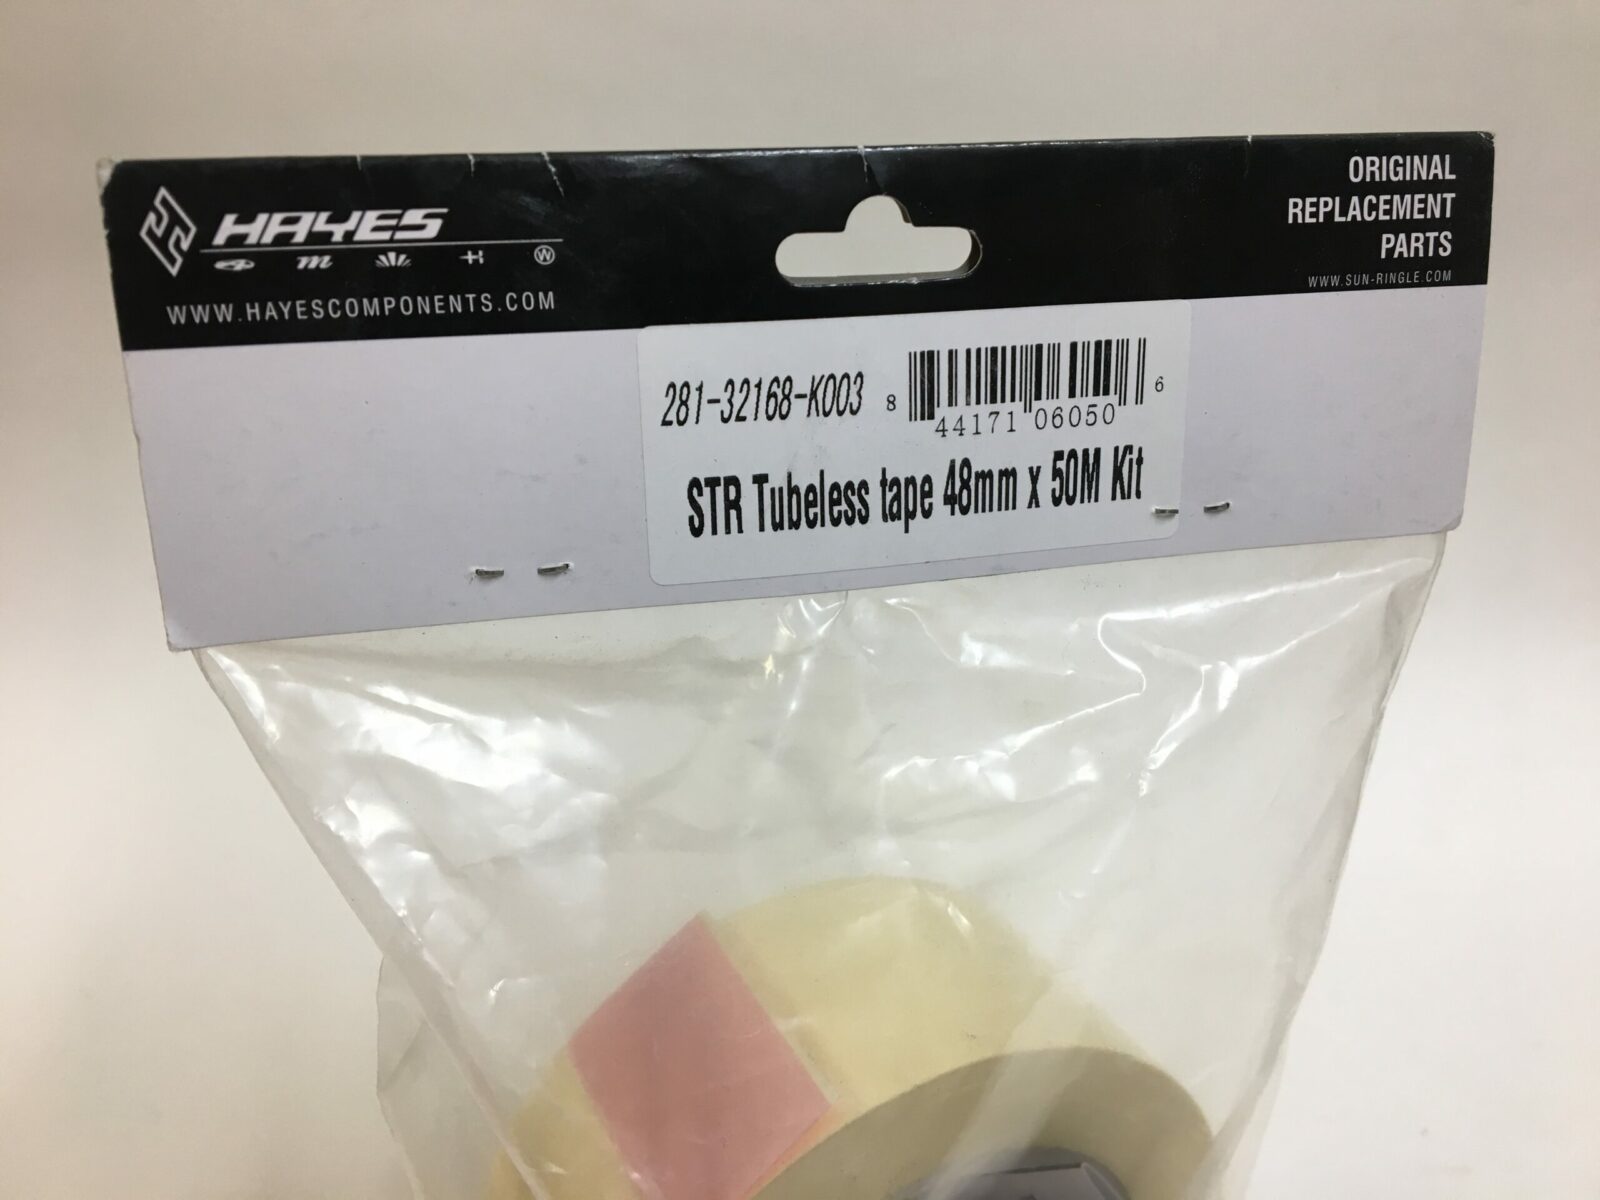 HAYES
WWW.HAYESCOMPONENTS.COM
ORIGINAL
REPLACEMENT
PARTS
WWW.SUN-RINGLE.COM
281-32168-K003
8 44171 06050 6
STR Tubeless tape 48mm x 50M Kit